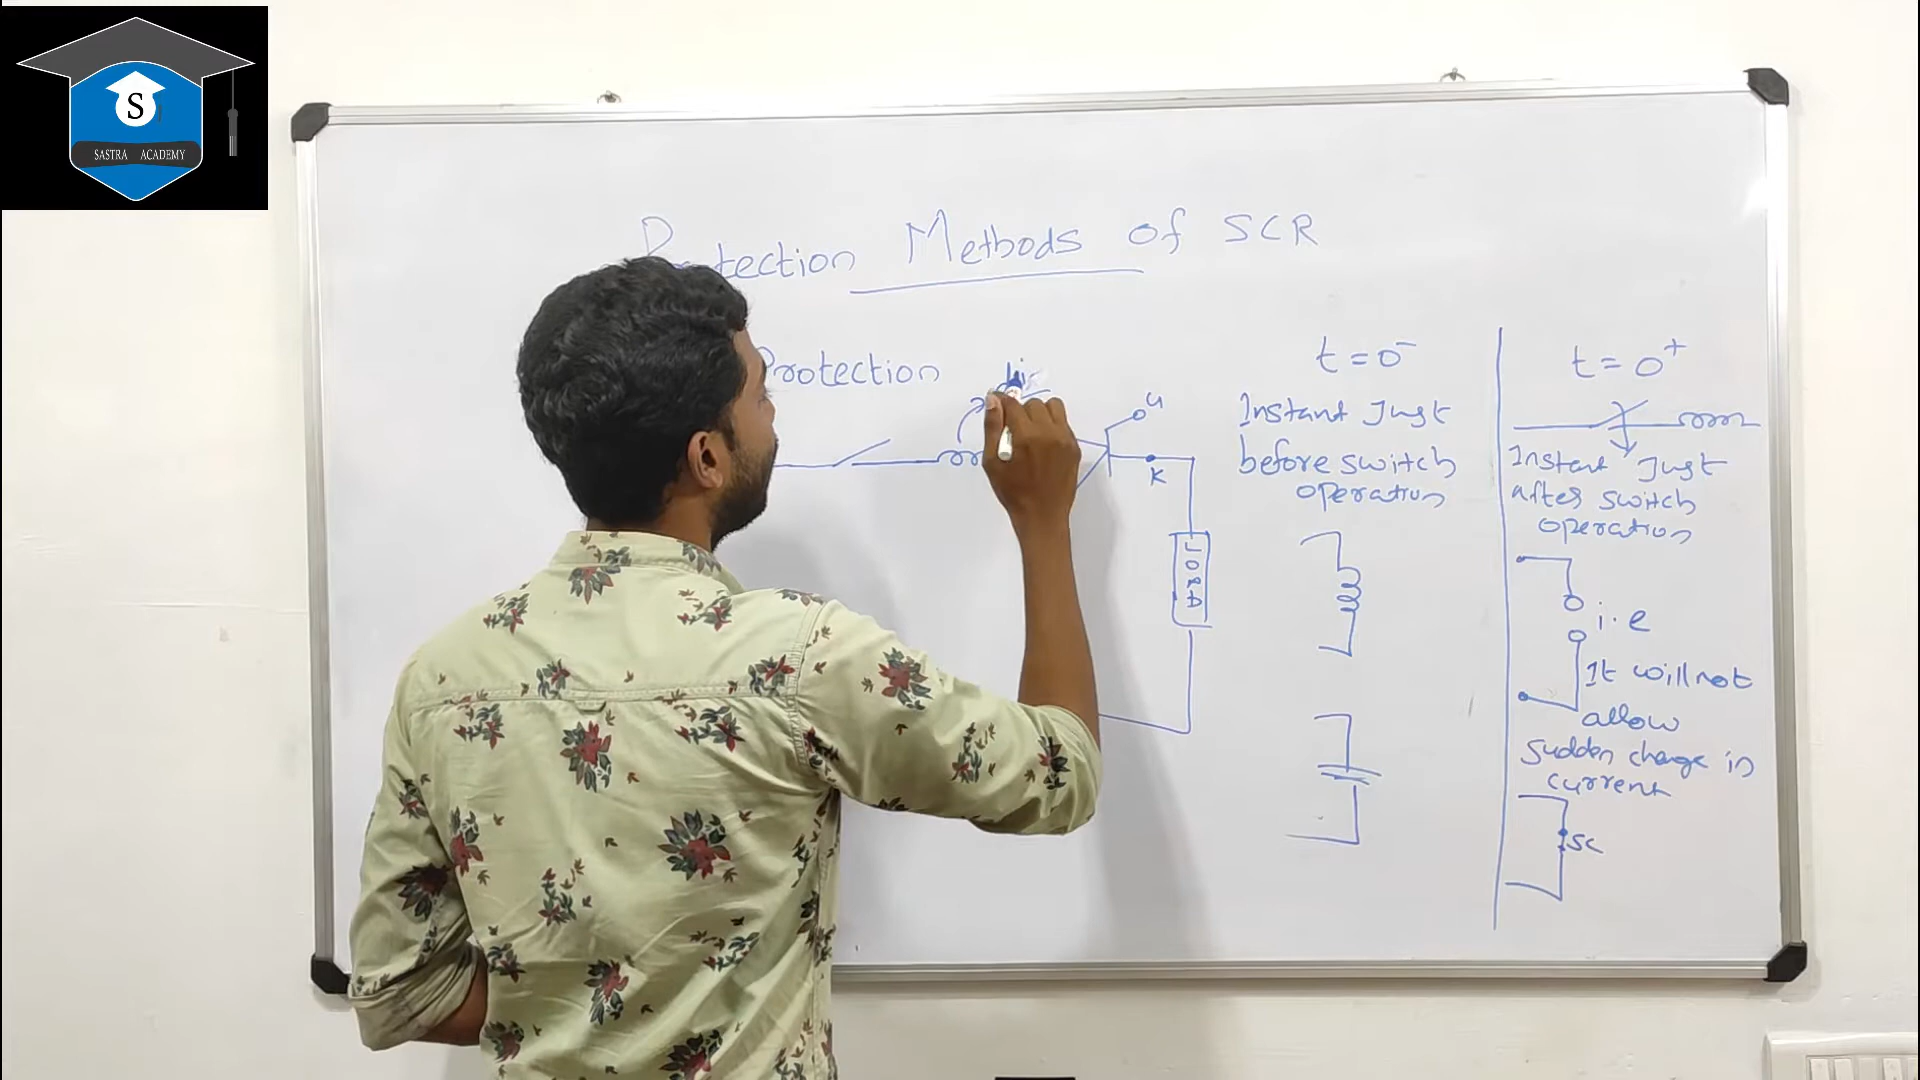 S
SASTRA ACADEMY
Protection Methods of SCR
Protection
G
K
LOAD
t = 0⁻
Instant Just
before switch
operation
t = 0⁺
Instant Just
after switch
operation
i.e
It will not
allow
sudden change in
current
SC